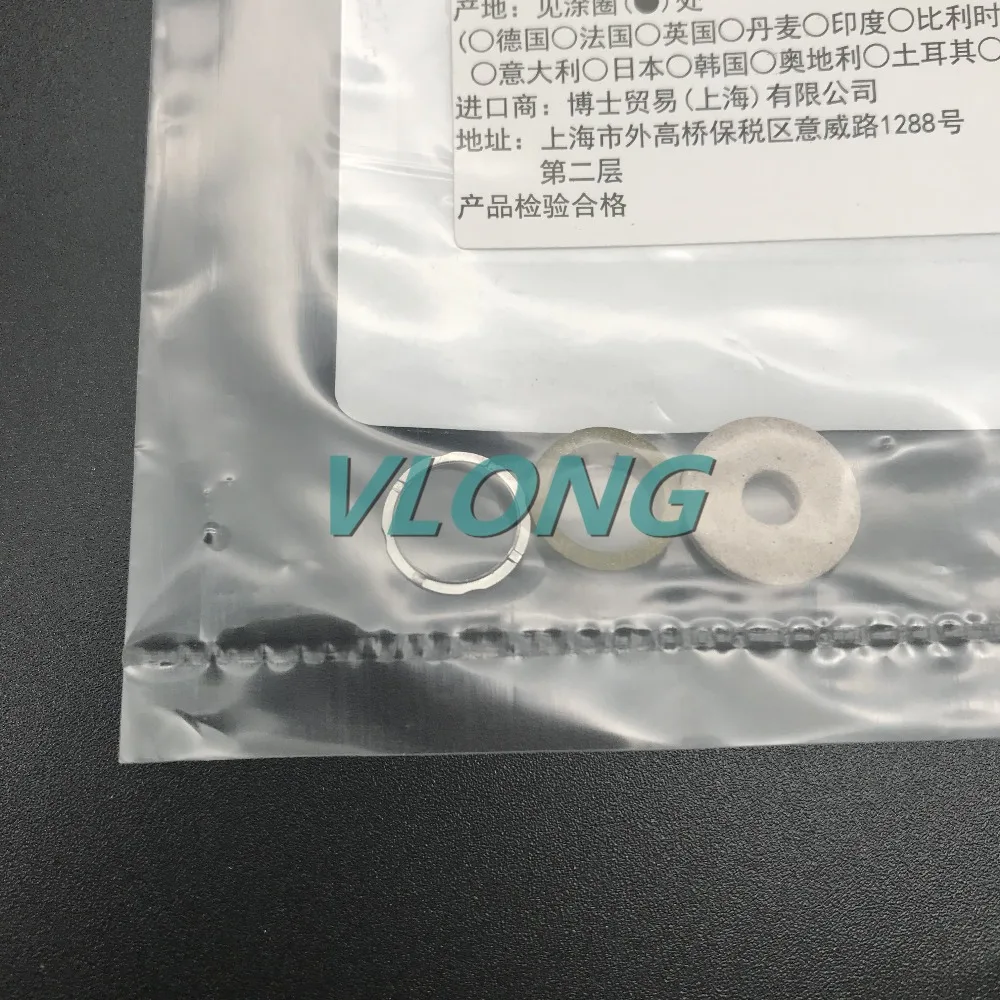 产地：见涂圈(●)处
(○德国○法国○英国○丹麦○印度○比利时
○意大利○日本○韩国○奥地利○土耳其○
进口商：博士贸易(上海)有限公司
地址：上海市外高桥保税区意威路1288号
第二层
产品检验合格
VLONG